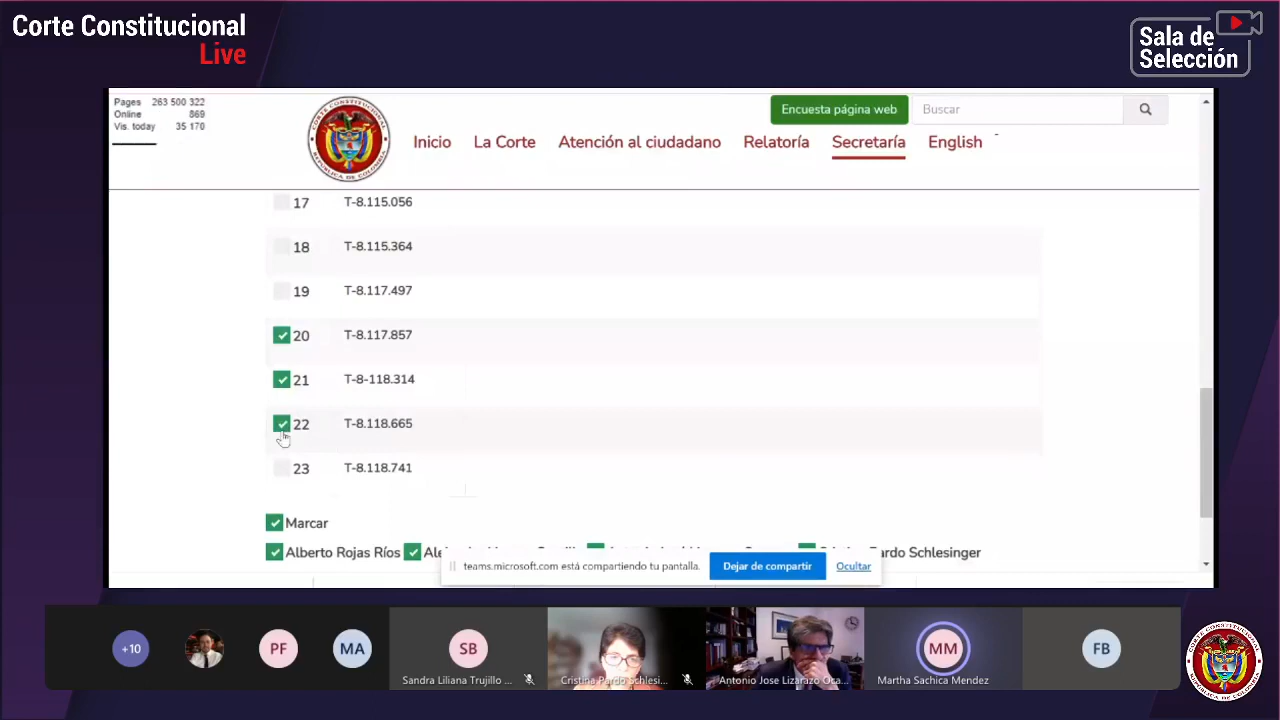 Corte Constitucional
Live
Sala de
Selección
Pages 263 500 322
Online 869
Vis. today 35 170
Encuesta página web
Buscar
Inicio La Corte Atención al ciudadano Relatoría Secretaría English
17 T-8.115.056
18 T-8.115.364
19 T-8.117.497
20 T-8.117.857
21 T-8-118.314
22 T-8.118.665
23 T-8.118.741
Marcar
Alberto Rojas Ríos Pardo Schlesinger
teams.microsoft.com está compartiendo tu pantalla. Dejar de compartir Ocultar
+10 PF MA SB MM FB
Sandra Liliana Trujillo ... Cristina Pardo Schlesi... Antonio Jose Lizarazo Oca... Martha Sachica Mendez